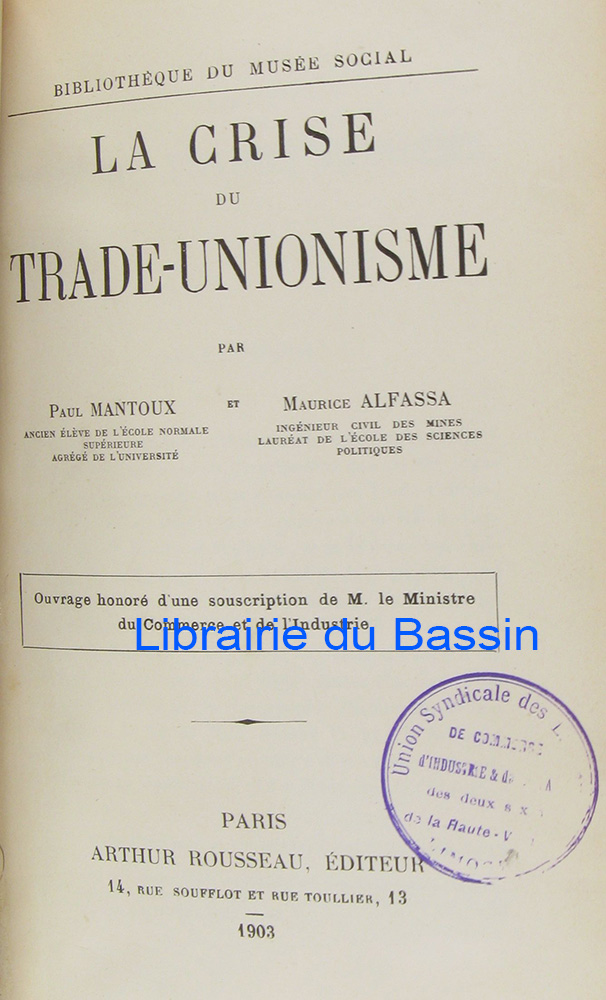 BIBLIOTHÈQUE DU MUSÉE SOCIAL
LA CRISE
DU
TRADE-UNIONISME
PAR
PAUL MANTOUX
ANCIEN ÉLÈVE DE L'ÉCOLE NORMALE
SUPÉRIEURE
AGRÉGÉ DE L'UNIVERSITÉ
ET
MAURICE ALFASSA
INGÉNIEUR CIVIL DES MINES
LAURÉAT DE L'ÉCOLE DES SCIENCES
POLITIQUES
Ouvrage honoré d'une souscription de M. le Ministre
du Commerce et de l'Industrie
Librairie du Bassin
Union Syndicale des
DE
d'INDUSTRIE &
des deux
de la Haute-V
PARIS
ARTHUR ROUSSEAU, ÉDITEUR
14, RUE SOUFFLOT ET RUE TOULLIER, 13
1903